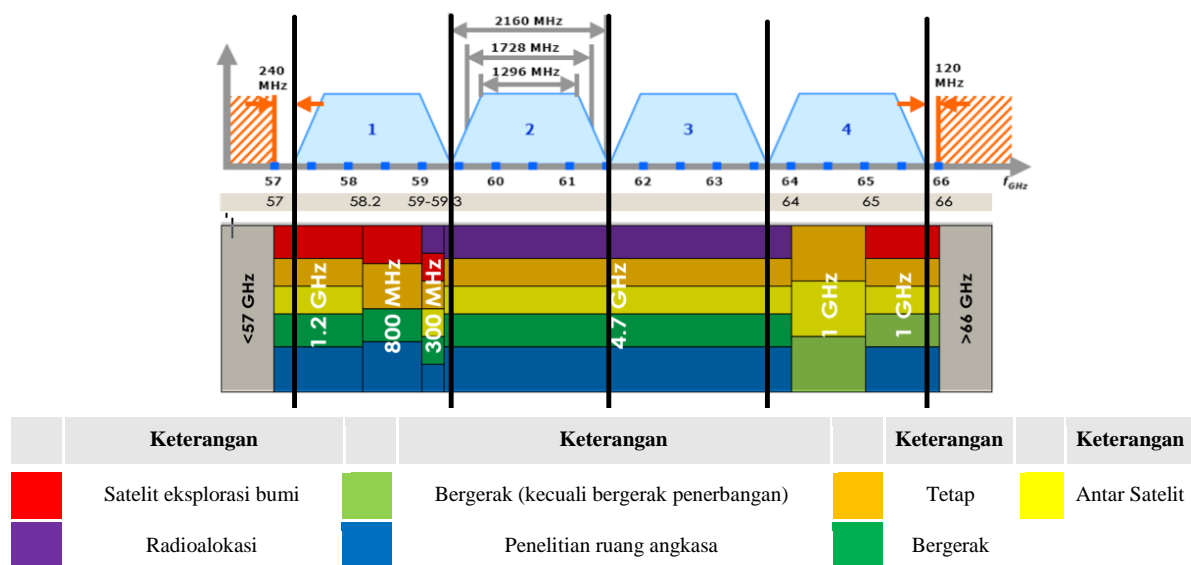 2160 MHz
1728 MHz
1296 MHz
240
MHz
120
MHz
1 2 3 4
57 58 59 60 61 62 63 64 65 66 fGHz
57 58.2 59-59.3 64 65 66
<57 GHz
1.2 GHz
800 MHz
300 MHz
4.7 GHz
1 GHz
1 GHz
>66 GHz
Keterangan Keterangan Keterangan Keterangan
Satelit eksplorasi bumi Bergerak (kecuali bergerak penerbangan) Tetap Antar Satelit
Radioalokasi Penelitian ruang angkasa Bergerak